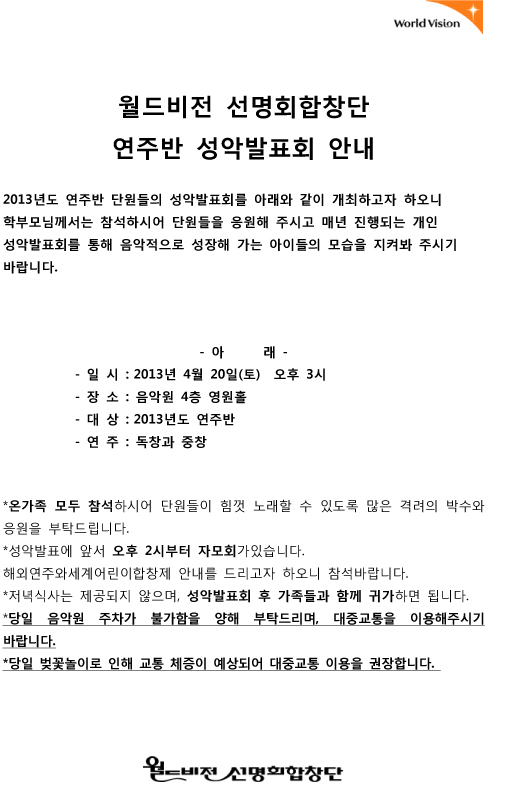 World Vision
월드비전 선명회합창단
연주반 성악발표회 안내
2013년도 연주반 단원들의 성악발표회를 아래와 같이 개최하고자 하오니
학부모님께서는 참석하시어 단원들을 응원해 주시고 매년 진행되는 개인
성악발표회를 통해 음악적으로 성장해 가는 아이들의 모습을 지켜봐 주시기
바랍니다.
- 아 래 -
- 일 시 : 2013년 4월 20일(토) 오후 3시
- 장 소 : 음악원 4층 영원홀
- 대 상 : 2013년도 연주반
- 연 주 : 독창과 중창
*온가족 모두 참석하시어 단원들이 힘껏 노래할 수 있도록 많은 격려의 박수와
응원을 부탁드립니다.
*성악발표에 앞서 오후 2시부터 자모회가있습니다.
해외연주와세계어린이합창제 안내를 드리고자 하오니 참석바랍니다.
*저녁식사는 제공되지 않으며, 성악발표회 후 가족들과 함께 귀가하면 됩니다.
*당일 음악원 주차가 불가함을 양해 부탁드리며, 대중교통을 이용해주시기
바랍니다.
*당일 벚꽃놀이로 인해 교통 체증이 예상되어 대중교통 이용을 권장합니다.
월드비전 선명회합창단